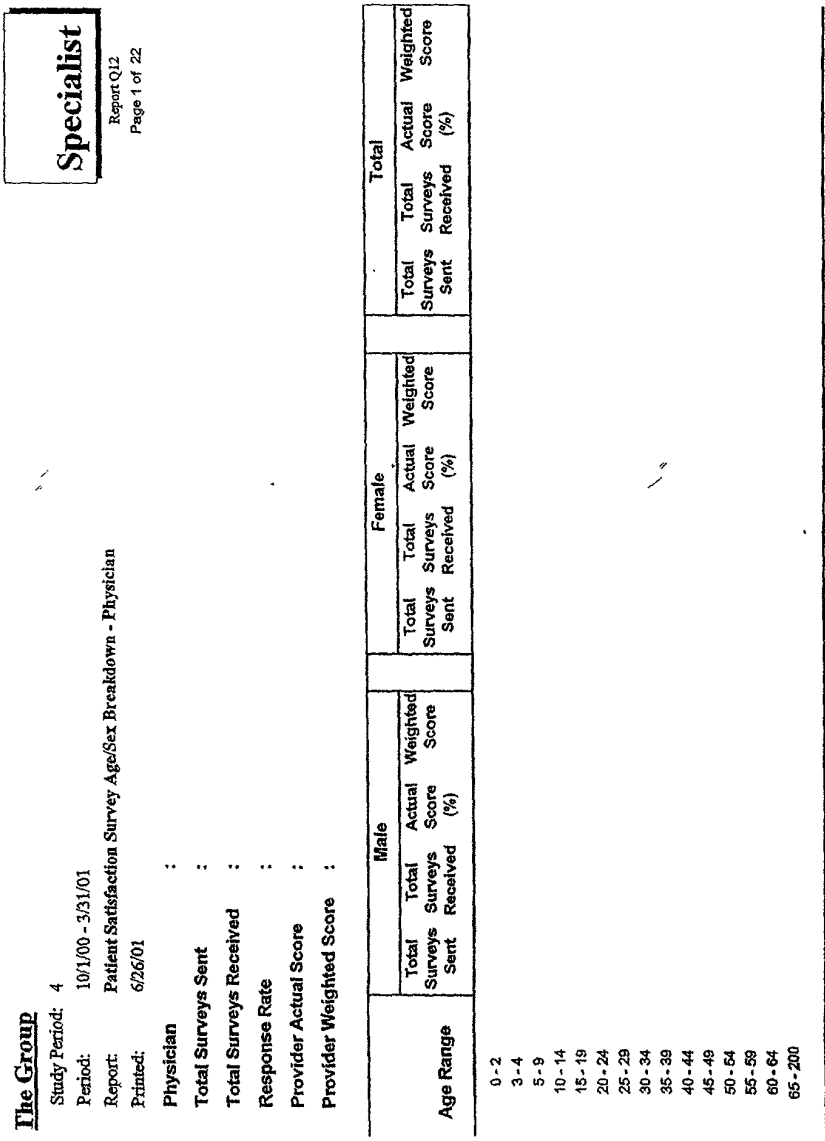 The Group
Specialist
Study Period: 4
Report Q12
Period: 10/1/00 - 3/31/01
Page 1 of 22
Report: Patient Satisfaction Survey Age/Sex Breakdown - Physician
Printed: 6/26/01
Physician :
Total Surveys Sent :
Total Surveys Received :
Response Rate :
Provider Actual Score :
Provider Weighted Score :
Male Female Total
Total Total Actual Weighted Total Total Actual Weighted Total Total Actual Weighted
Age Range Surveys Surveys Score Score Surveys Surveys Score Score Surveys Surveys Score Score
Sent Received (%) Sent Received (%) Sent Received (%)
0 - 2
3 - 4
5 - 9
10 - 14
15 - 19
20 - 24
25 - 29
30 - 34
35 - 39
40 - 44
45 - 49
50 - 54
55 - 59
60 - 64
65 - 200